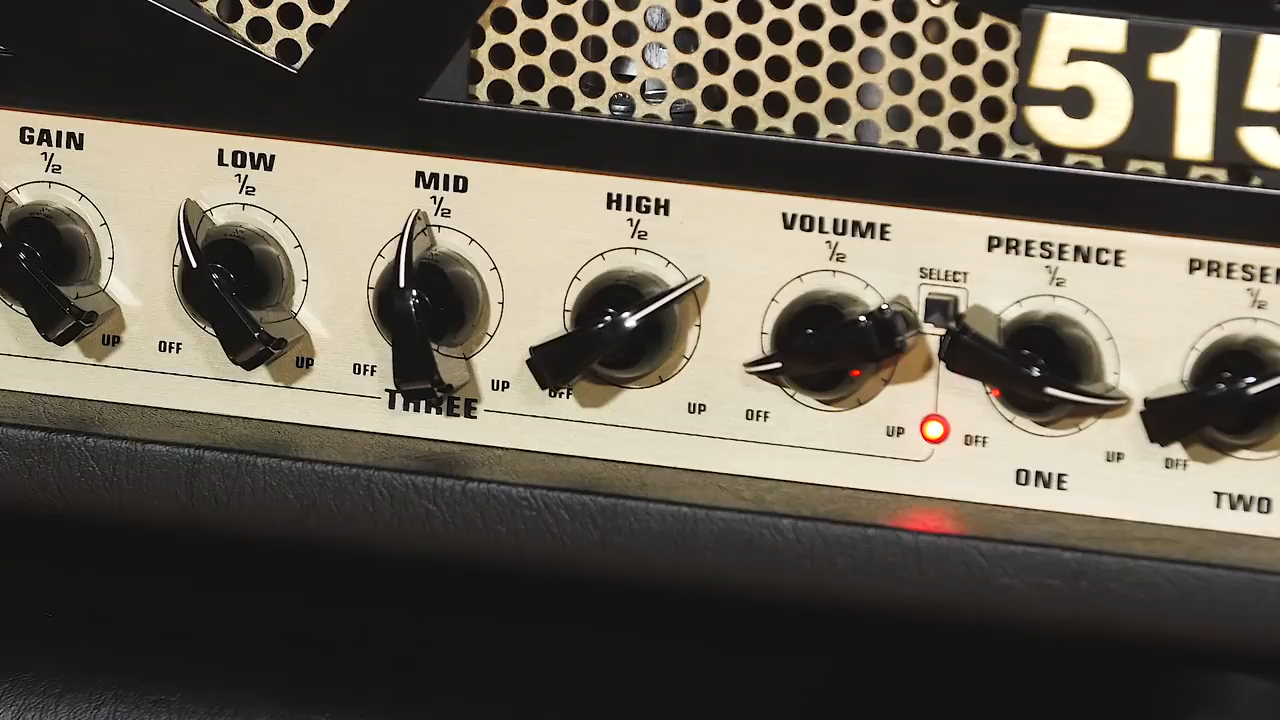 515
GAIN
LOW
MID
HIGH
VOLUME
PRESENCE
½
½
½
½
½
½
½
SELECT
UP
OFF
UP
OFF
UP
OFF
UP
OFF
UP
OFF
UP
OFF
THREE
ONE
TWO